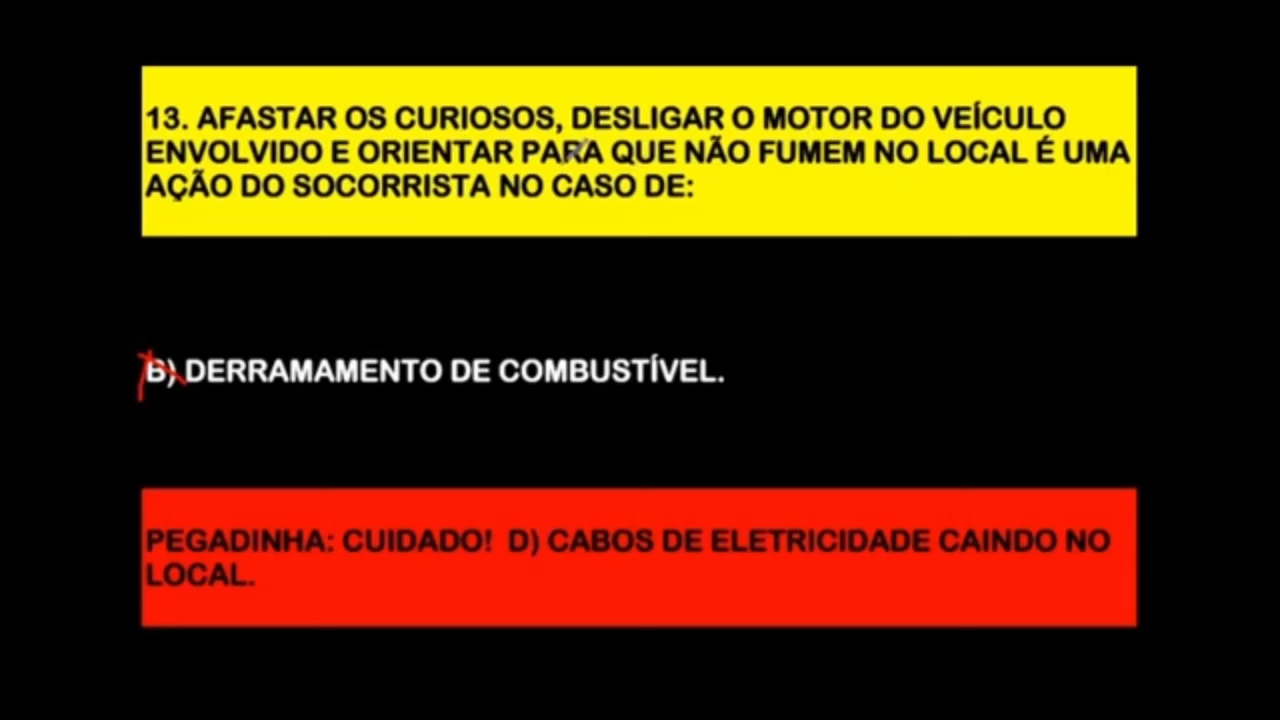 13. AFASTAR OS CURIOSOS, DESLIGAR O MOTOR DO VEÍCULO
ENVOLVIDO E ORIENTAR PARA QUE NÃO FUMEM NO LOCAL É UMA
AÇÃO DO SOCORRISTA NO CASO DE:
B) DERRAMAMENTO DE COMBUSTÍVEL.
PEGADINHA: CUIDADO! D) CABOS DE ELETRICIDADE CAINDO NO
LOCAL.